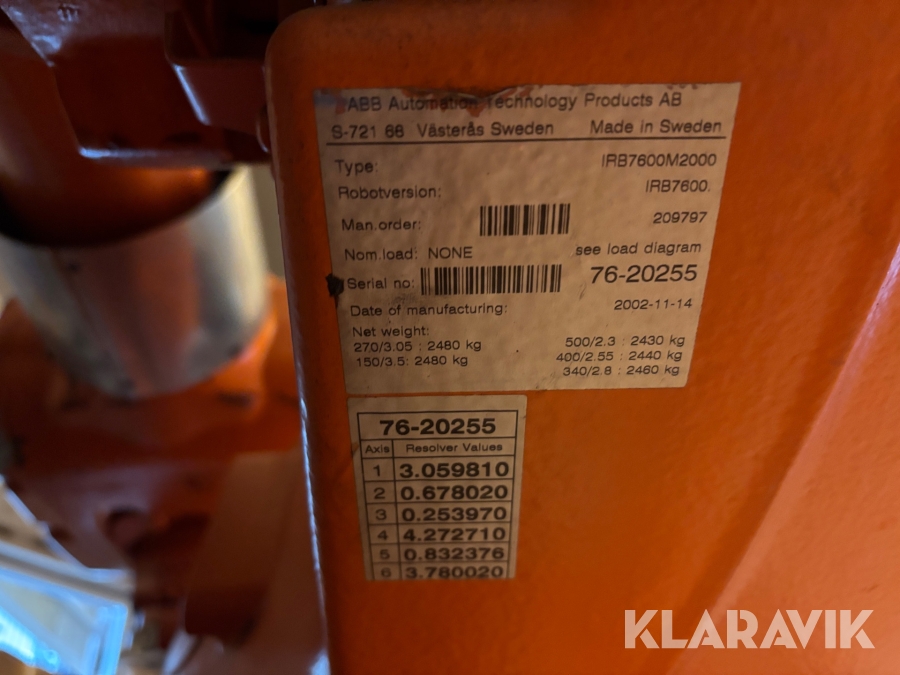 ABB Automation Technology Products AB
S-721 68 Västerås Sweden Made in Sweden
Type: IRB7600M2000
Robotversion: IRB7600.
Man.order: 209797
Nom.load: NONE see load diagram
Serial no: 76-20255
Date of manufacturing: 2002-11-14
Net weight:
270/3.05 : 2480 kg 500/2.3 : 2430 kg
150/3.5: 2480 kg 400/2.55 : 2440 kg
340/2.8 : 2460 kg
76-20255
Axis Resolver Values
1 3.059810
2 0.678020
3 0.253970
4 4.272710
5 0.832376
6 3.780020
KLARAVIK